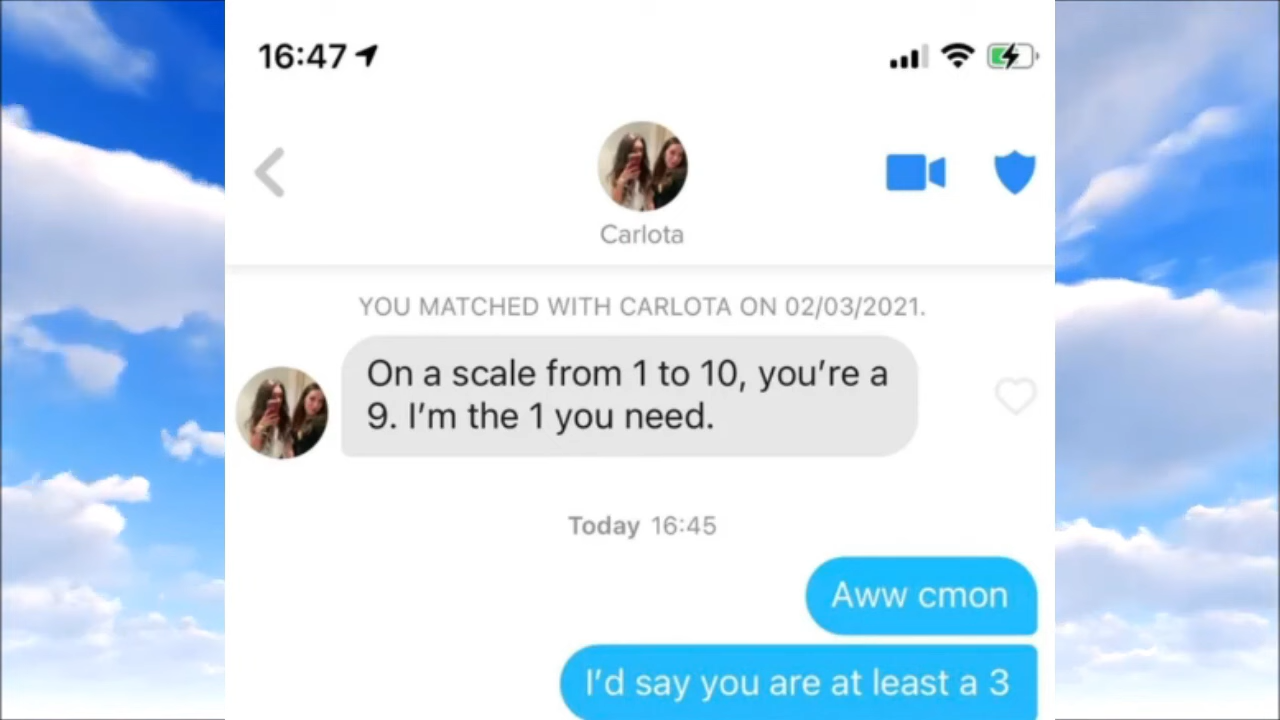 16:47
Carlota
YOU MATCHED WITH CARLOTA ON 02/03/2021.
On a scale from 1 to 10, you’re a
9. I’m the 1 you need.
Today 16:45
Aww cmon
I’d say you are at least a 3